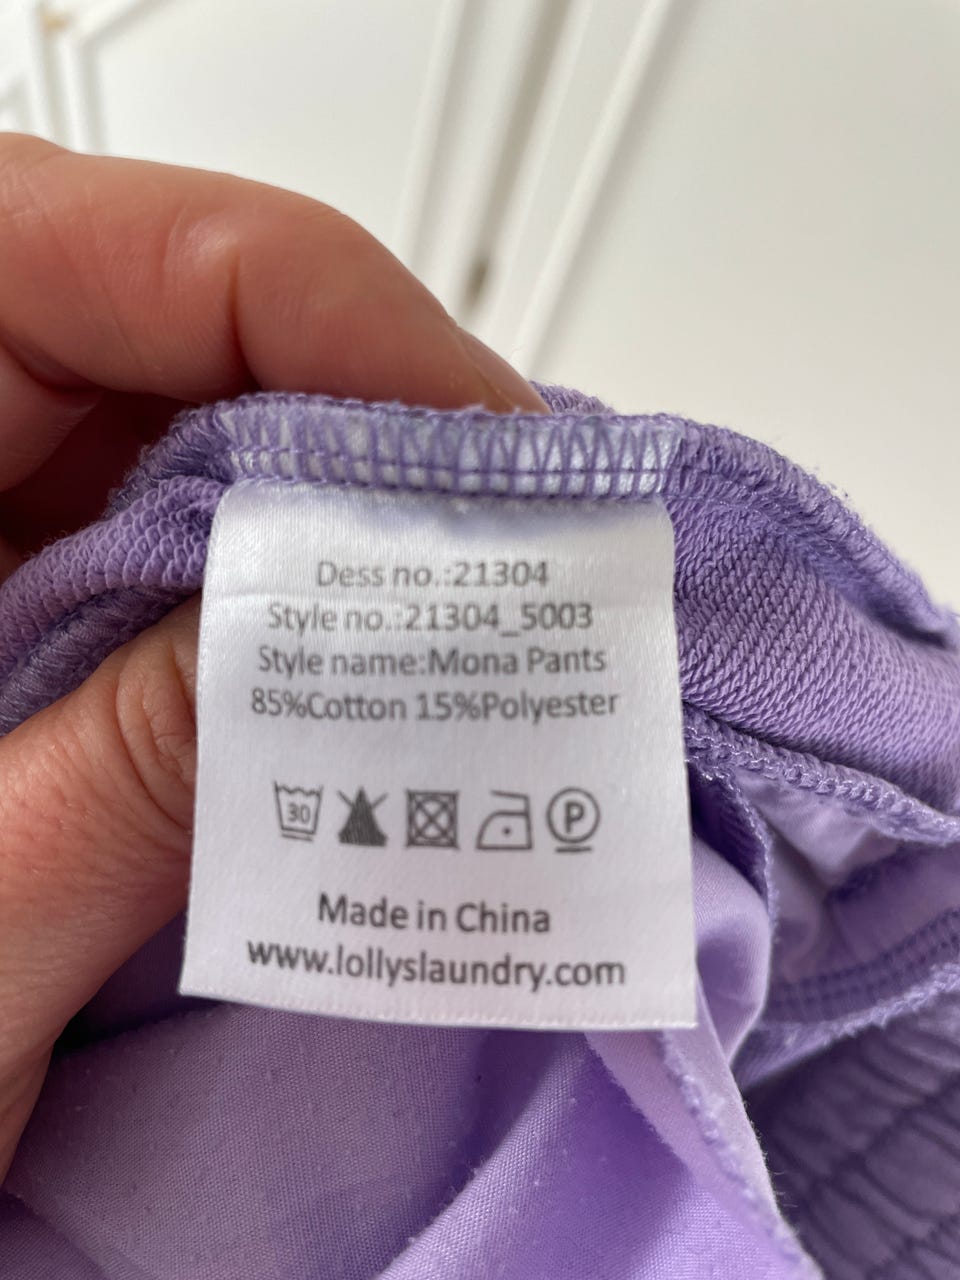 Dess no.:21304
Style no.:21304_5003
Style name:Mona Pants
85%Cotton 15%Polyester
30 P
Made in China
www.lollyslaundry.com